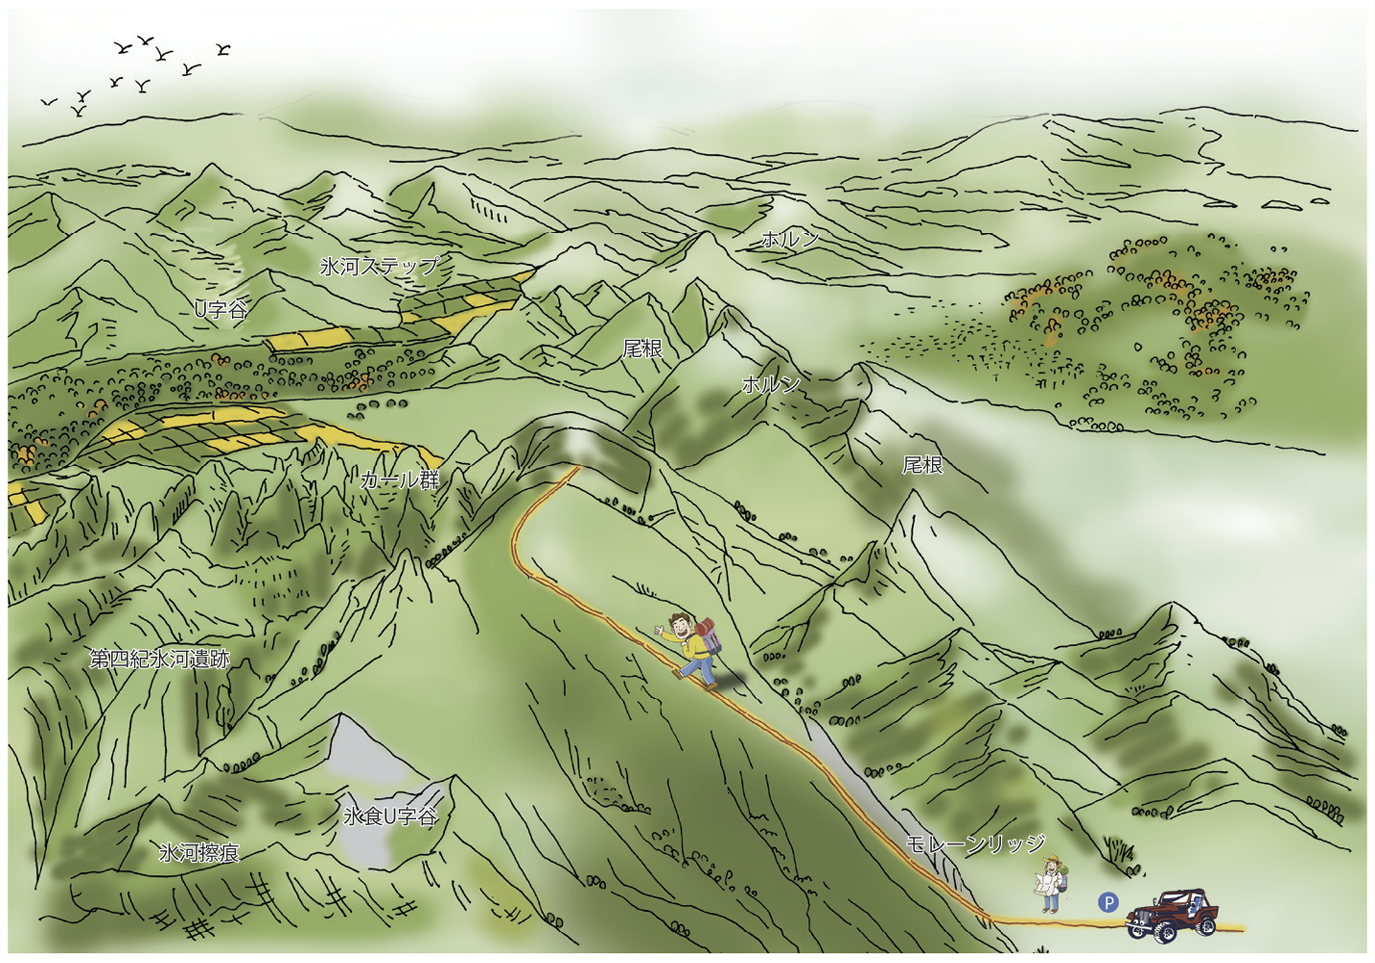 ホルン
氷河ステップ
U字谷
尾根
ホルン
尾根
カール群
第四紀氷河遺跡
氷食U字谷
氷河擦痕
モレーンリッジ
P